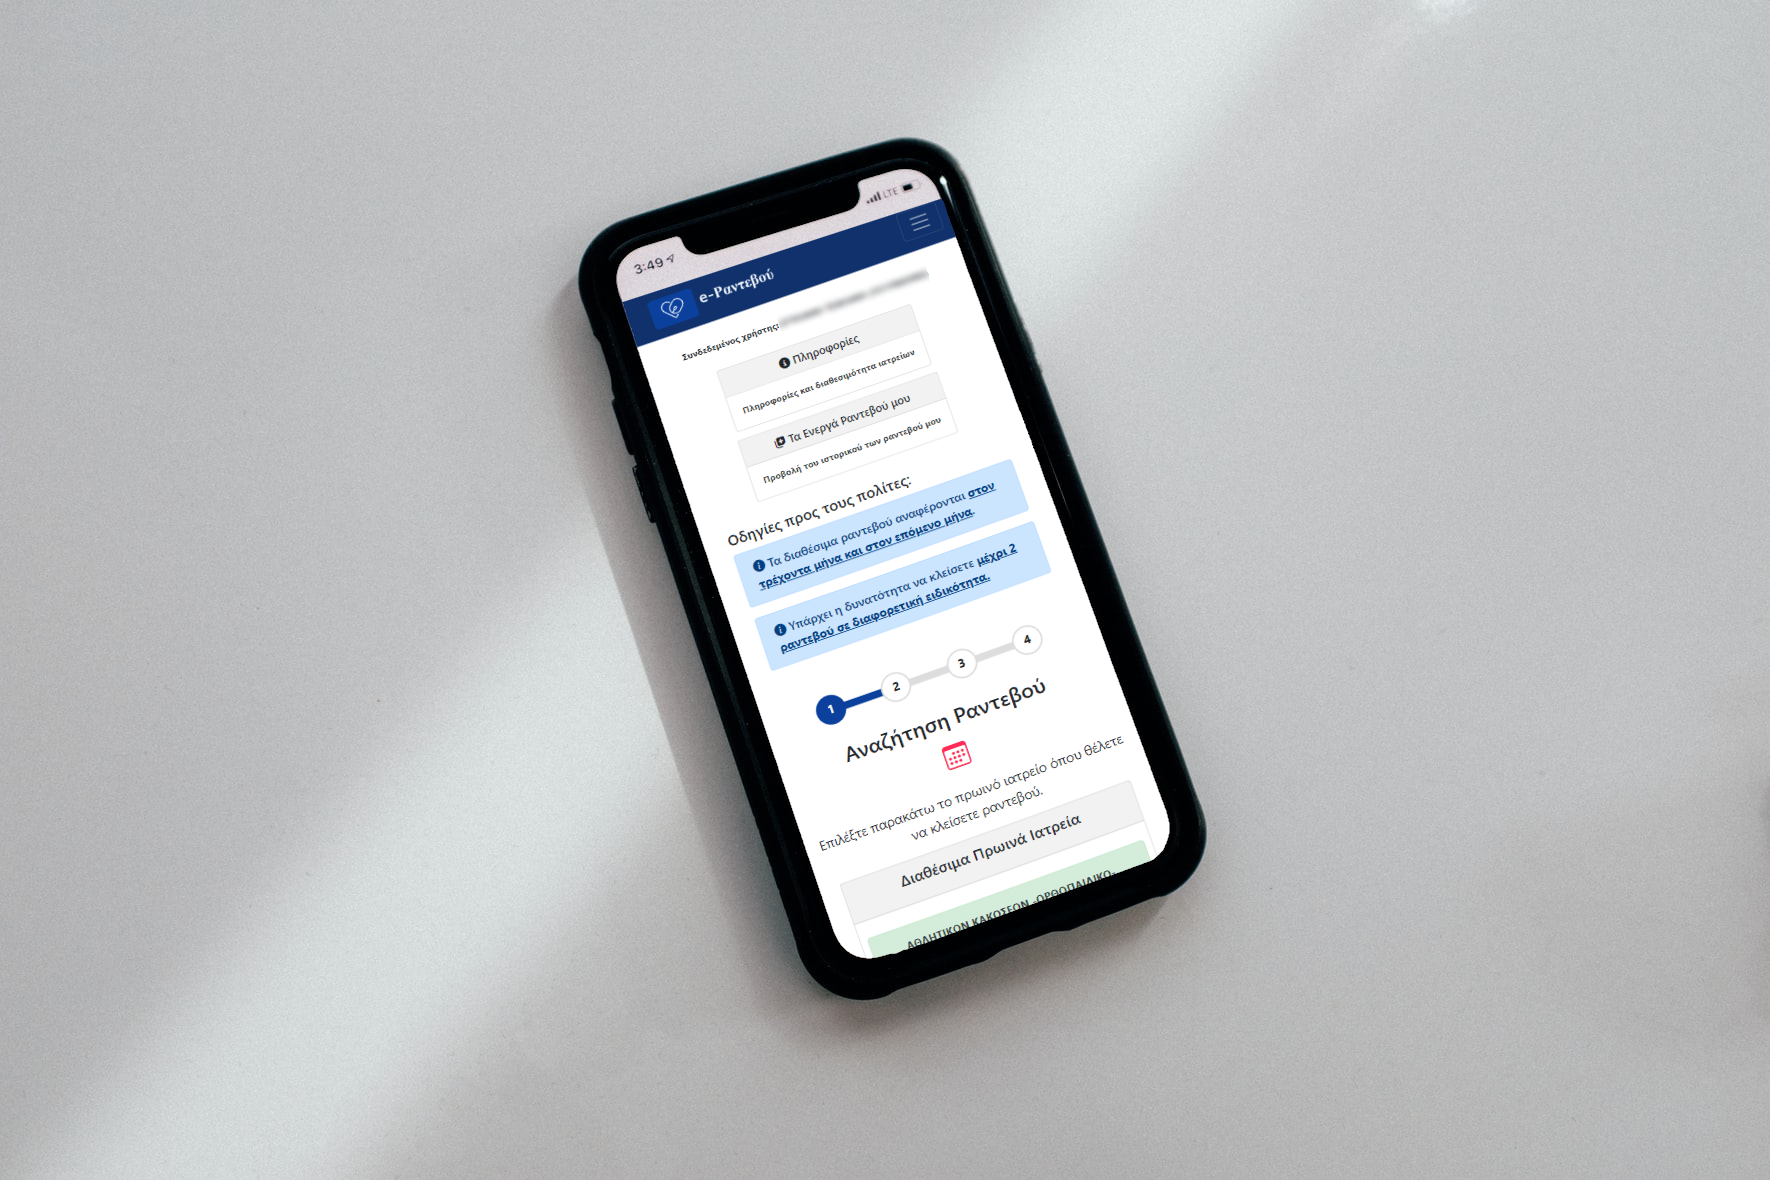 3:49
LTE
e-Ραντεβού
Συνδεδεμένος χρήστης:
Πληροφορίες
Πληροφορίες και διαθεσιμότητα ιατρείων
Τα Ενεργά Ραντεβού μου
Προβολή του ιστορικού των ραντεβού μου
Οδηγίες προς τους πολίτες:
Τα διαθέσιμα ραντεβού αναφέρονται στον
τρέχοντα μήνα και στον επόμενο μήνα.
Υπάρχει η δυνατότητα να κλείσετε μέχρι 2
ραντεβού σε διαφορετική ειδικότητα.
1 2 3 4
Αναζήτηση Ραντεβού
Επιλέξτε παρακάτω το πρωινό ιατρείο όπου θέλετε
να κλείσετε ραντεβού.
Διαθέσιμα Πρωινά Ιατρεία
ΑΘΛΗΤΙΚΩΝ ΚΑΚΩΣΕΩΝ -ΟΡΘΟΠΑΙΔΙΚΟ-